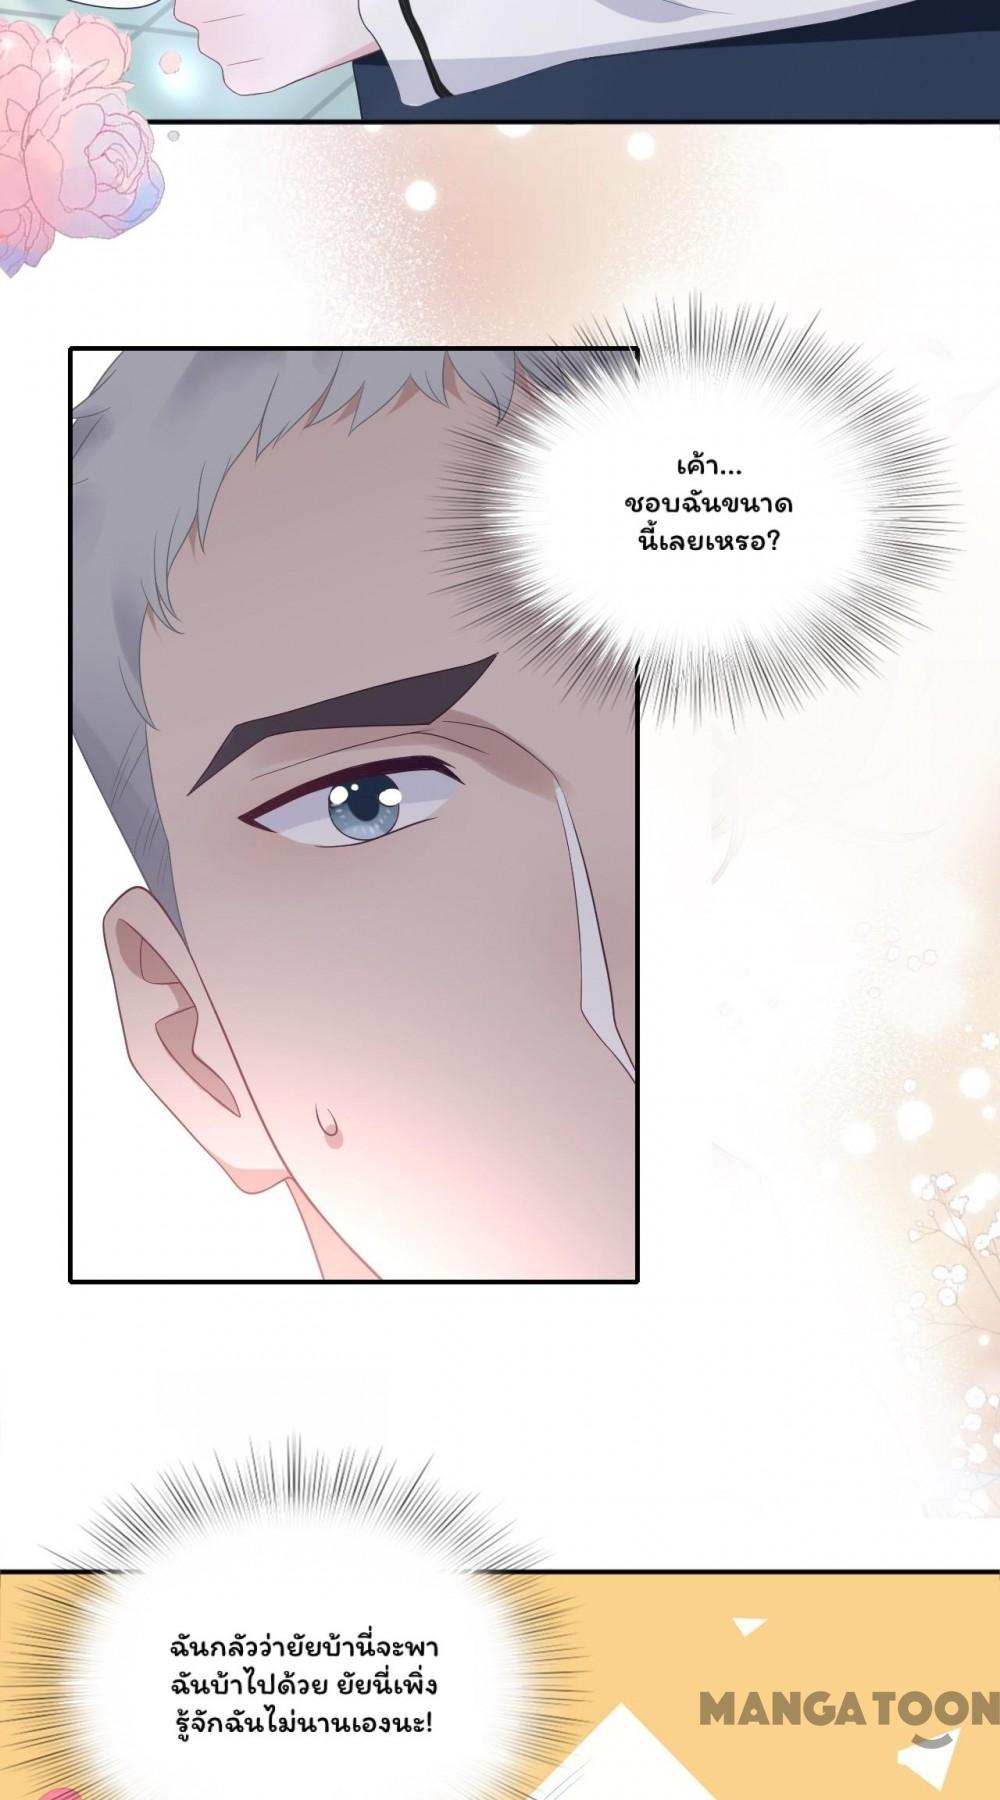 เค้า...
ชอบฉันขนาด
นี้เลยเหรอ?
ฉันกลัวว่ายัยบ้านี่จะพา
ฉันบ้าไปด้วย ยัยนี่เพิ่ง
รู้จักฉันไม่นานเองนะ!
MANGATOON